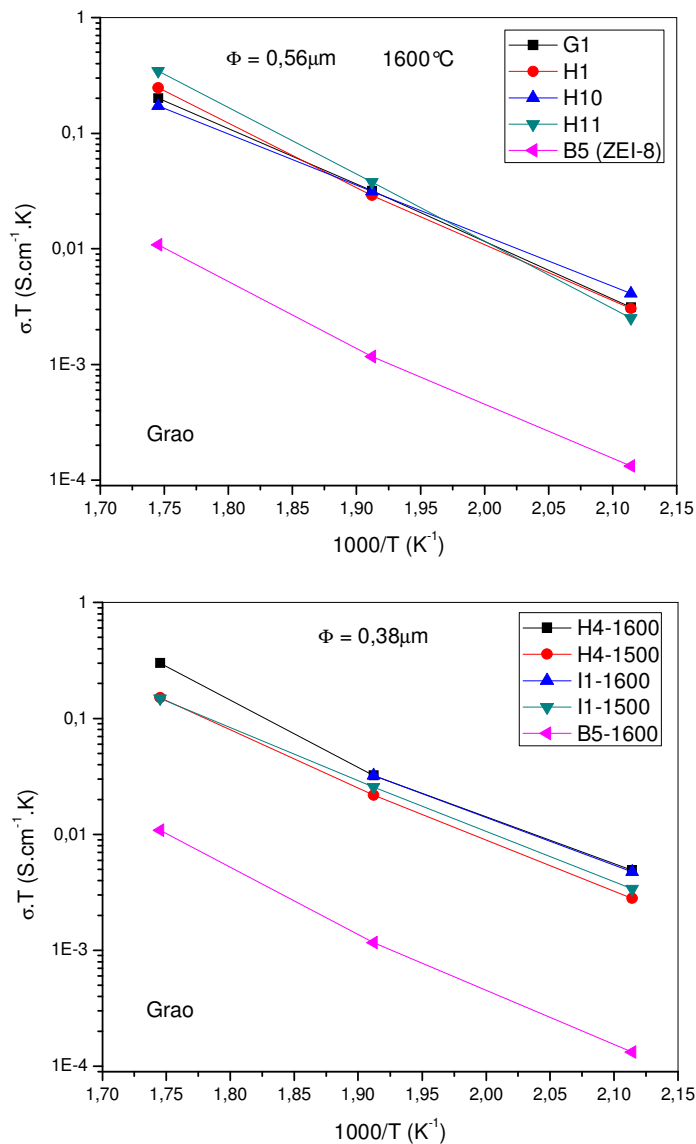 Φ = 0,56μm 1600°C
G1
H1
H10
H11
B5 (ZEI-8)
1
0,1
0,01
1E-3
1E-4
σ.T (S.cm⁻¹.K)
Grao
1,70 1,75 1,80 1,85 1,90 1,95 2,00 2,05 2,10 2,15
1000/T (K⁻¹)
Φ = 0,38μm
H4-1600
H4-1500
I1-1600
I1-1500
B5-1600
1
0,1
0,01
1E-3
1E-4
σ.T (S.cm⁻¹.K)
Grao
1,70 1,75 1,80 1,85 1,90 1,95 2,00 2,05 2,10 2,15
1000/T (K⁻¹)